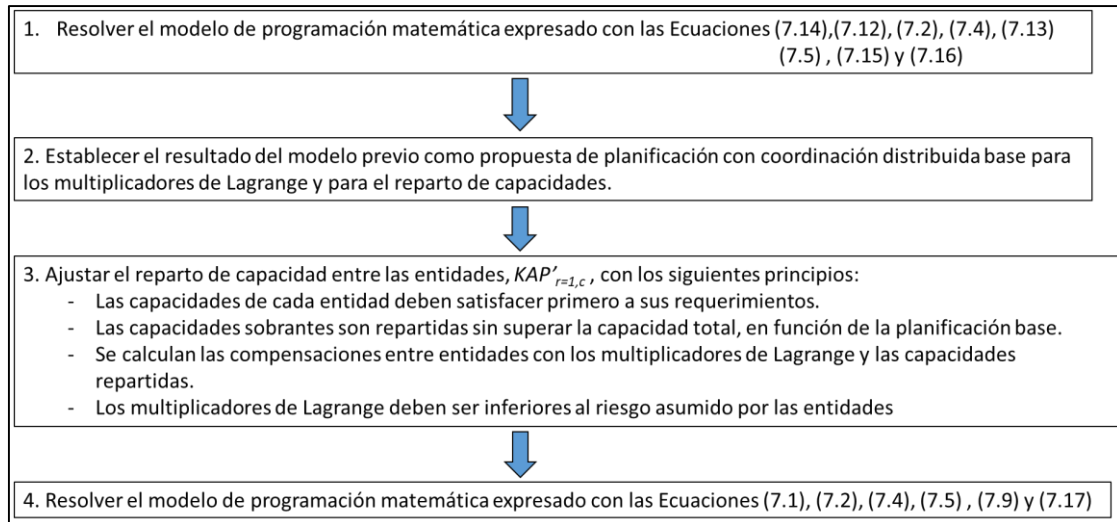 1. Resolver el modelo de programación matemática expresado con las Ecuaciones (7.14),(7.12), (7.2), (7.4), (7.13)
(7.5) , (7.15) y (7.16)
2. Establecer el resultado del modelo previo como propuesta de planificación con coordinación distribuida base para
los multiplicadores de Lagrange y para el reparto de capacidades.
3. Ajustar el reparto de capacidad entre las entidades, KAP'r=1,c , con los siguientes principios:
- Las capacidades de cada entidad deben satisfacer primero a sus requerimientos.
- Las capacidades sobrantes son repartidas sin superar la capacidad total, en función de la planificación base.
- Se calculan las compensaciones entre entidades con los multiplicadores de Lagrange y las capacidades
repartidas.
- Los multiplicadores de Lagrange deben ser inferiores al riesgo asumido por las entidades
4. Resolver el modelo de programación matemática expresado con las Ecuaciones (7.1), (7.2), (7.4), (7.5) , (7.9) y (7.17)